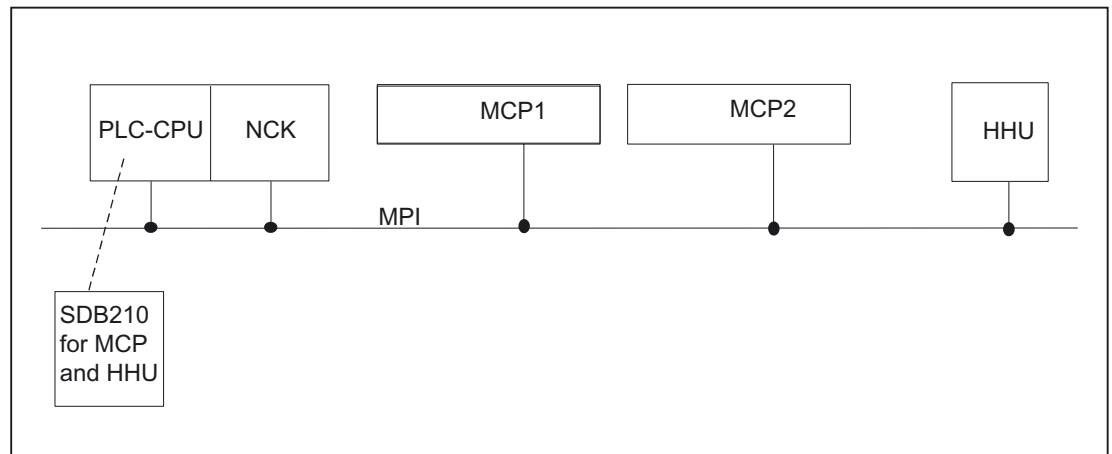 PLC-CPU
NCK
MCP1
MCP2
HHU
MPI
SDB210
for MCP
and HHU